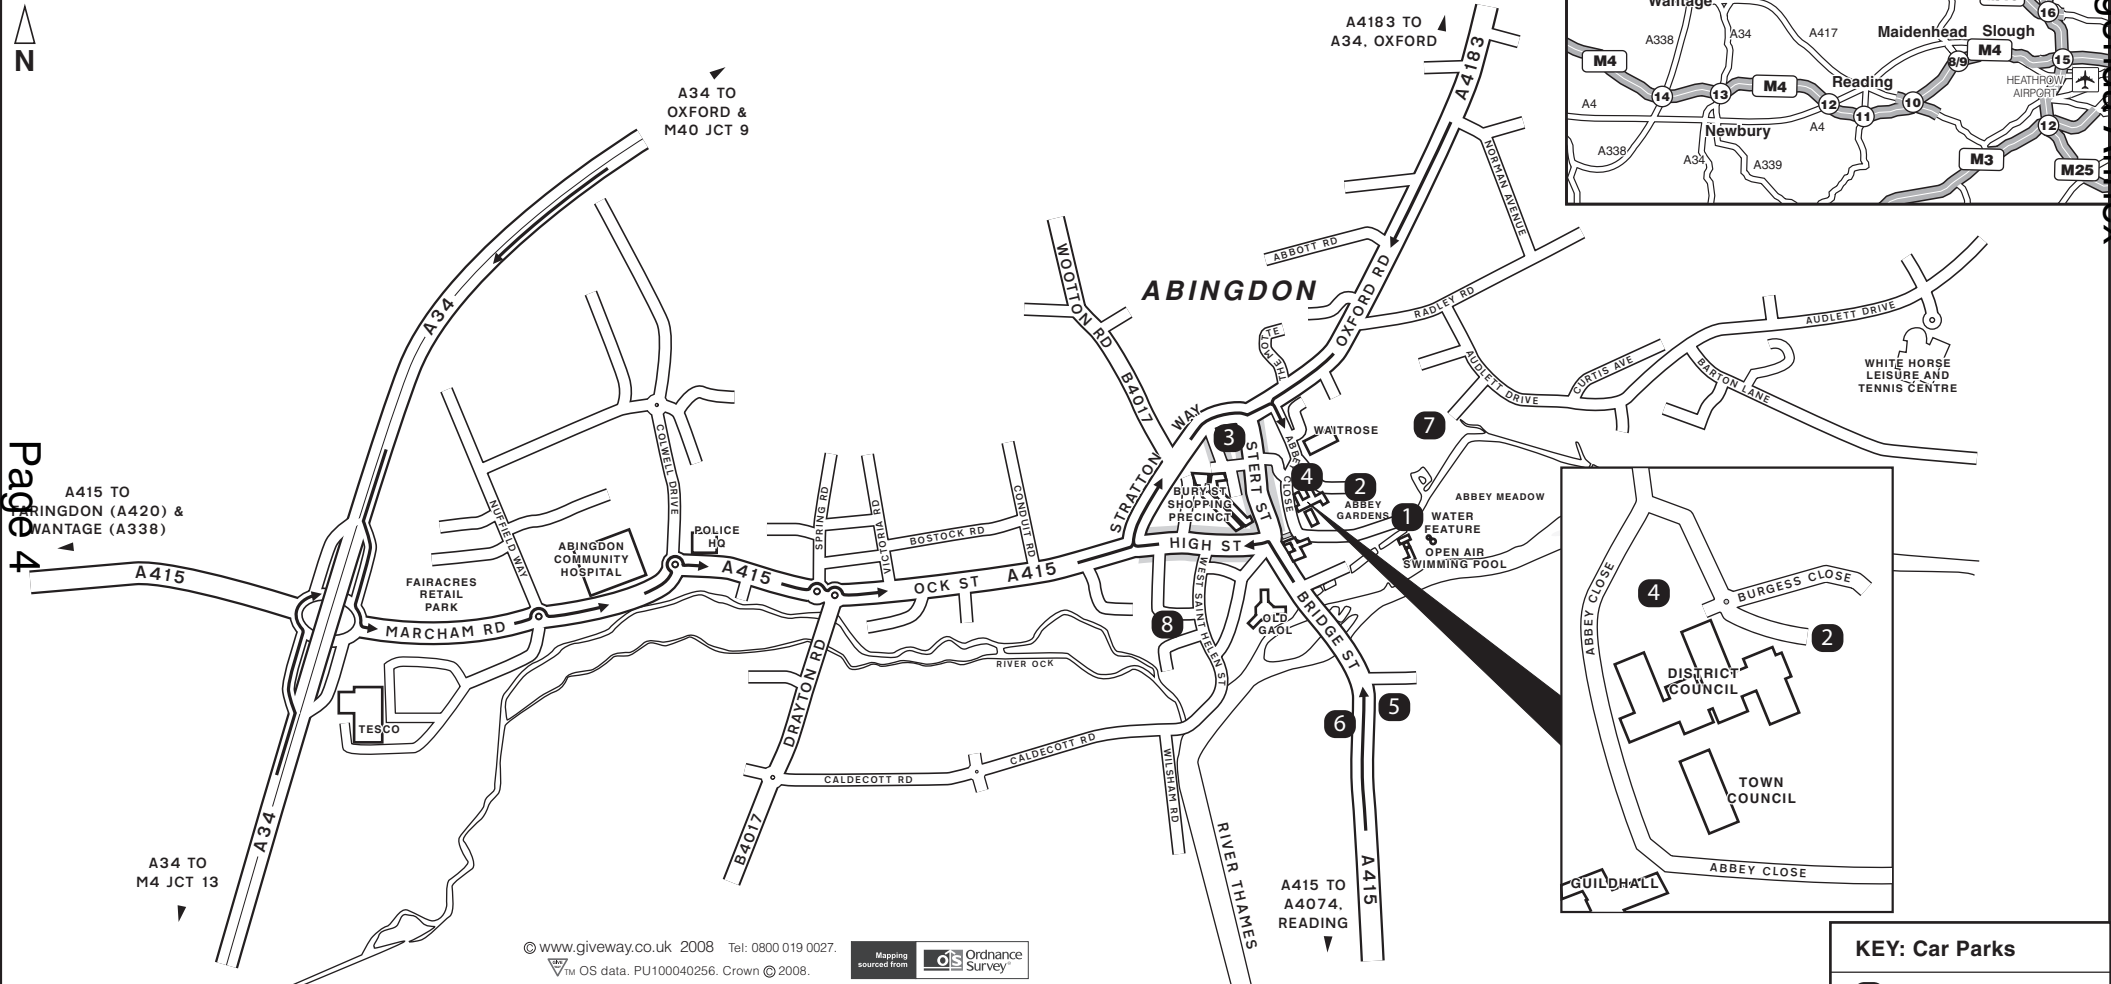 N
A34 TO
OXFORD &
M40 JCT 9
A4183 TO
A34, OXFORD
A4183
Wantage
16
A338
A34
A417
Maidenhead
Slough
M4
M4
8/9
15
HEATHROW
AIRPORT
Reading
M4
14
13
12
11
10
12
A4
Newbury
A4
A338
A34
A339
M3
M25
NORMAN AVENUE
ABBOTT RD
ABINGDON
OXFORD RD
RADLEY RD
WOOTTON RD
B4017
THE MOTTE
AUDLETT DRIVE
AUDLETT DRIVE
CURTIS AVE
BARTON LANE
WHITE HORSE
LEISURE AND
TENNIS CENTRE
A34
STRATTON WAY
3
STERT ST
WAITROSE
7
4
2
ABBEY CLOSE
ABBEY
GARDENS
ABBEY MEADOW
1
WATER
FEATURE
OPEN AIR
SWIMMING POOL
BURY ST
SHOPPING
PRECINCT
HIGH ST
Page 4
A415 TO
FARINGDON (A420) &
WANTAGE (A338)
A415
COLWELL DRIVE
NUFFIELD WAY
POLICE
HQ
ABINGDON
COMMUNITY
HOSPITAL
FAIRACRES
RETAIL
PARK
MARCHAM RD
A415
SPRING RD
VICTORIA RD
BOSTOCK RD
CONDUIT RD
OCK ST
A415
WEST SAINT HELEN ST
8
OLD
GAOL
BRIDGE ST
RIVER OCK
DRAYTON RD
TESCO
6
5
CALDECOTT RD
CALDECOTT RD
WILSHAM RD
B4017
A34
A34 TO
M4 JCT 13
RIVER THAMES
A415 TO
A4074,
READING
A415
ABBEY CLOSE
4
BURGESS CLOSE
2
DISTRICT
COUNCIL
TOWN
COUNCIL
ABBEY CLOSE
GUILDHALL
© www.giveway.co.uk 2008 Tel: 0800 019 0027.
GIVE WAY TM OS data. PU100040256. Crown © 2008.
Mapping
sourced from
OS Ordnance
Survey®
KEY: Car Parks